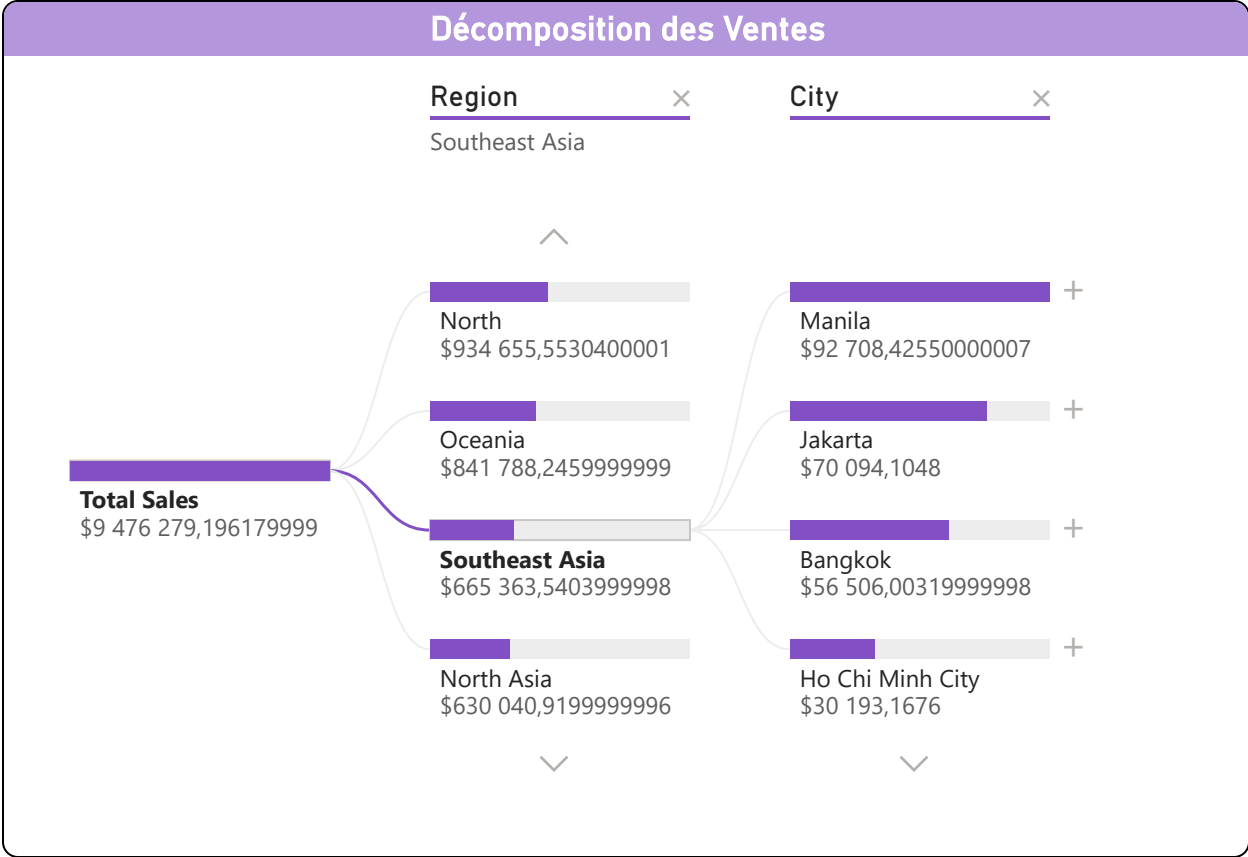 Décomposition des Ventes
Region
Southeast Asia
City
Total Sales
$9 476 279,196179999
North
$934 655,5530400001
Oceania
$841 788,2459999999
Southeast Asia
$665 363,5403999998
North Asia
$630 040,9199999996
Manila
$92 708,42550000007
Jakarta
$70 094,1048
Bangkok
$56 506,00319999998
Ho Chi Minh City
$30 193,1676